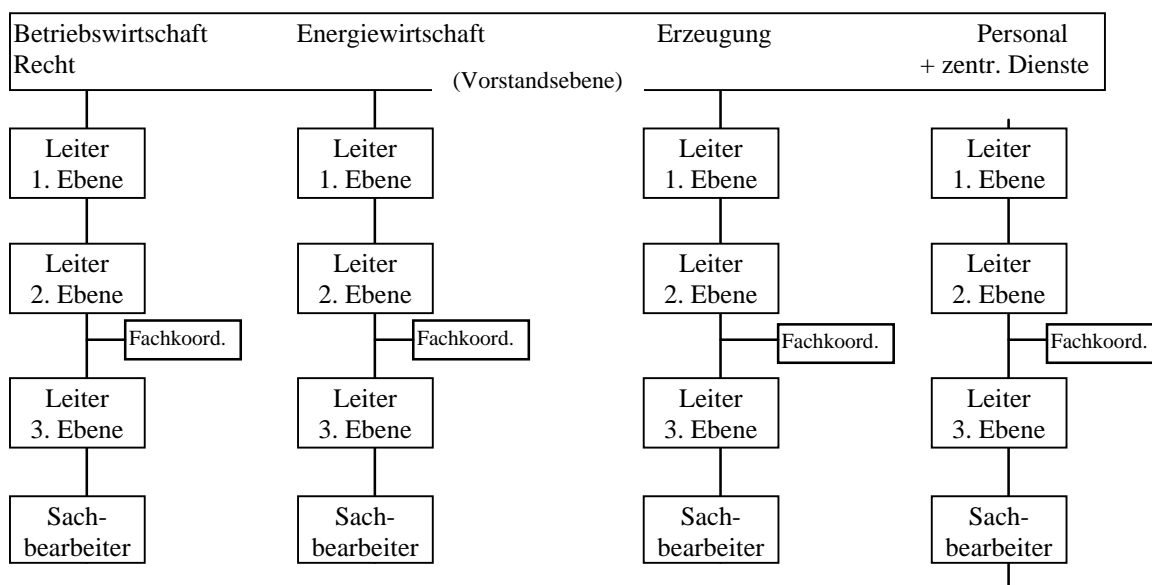 Betriebswirtschaft Energiewirtschaft Erzeugung Personal
Recht + zentr. Dienste
(Vorstandsebene)
Leiter Leiter Leiter Leiter
1. Ebene 1. Ebene 1. Ebene 1. Ebene
Leiter Leiter Leiter Leiter
2. Ebene 2. Ebene 2. Ebene 2. Ebene
Fachkoord. Fachkoord. Fachkoord. Fachkoord.
Leiter Leiter Leiter Leiter
3. Ebene 3. Ebene 3. Ebene 3. Ebene
Sach- Sach- Sach- Sach-
bearbeiter bearbeiter bearbeiter bearbeiter